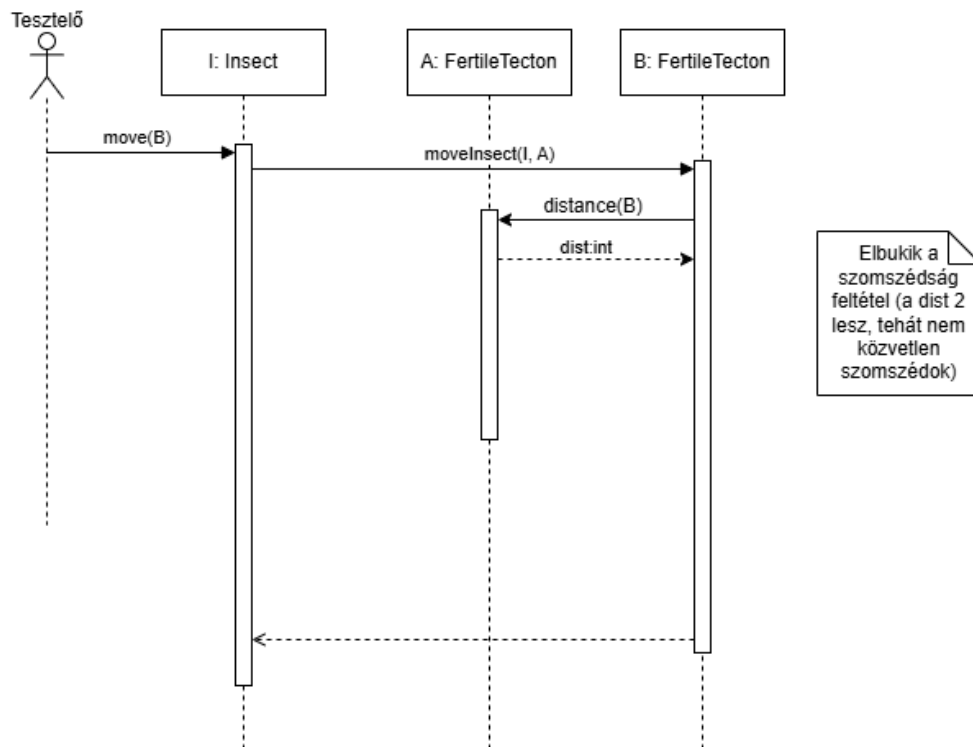 Tesztelő
I: Insect
A: FertileTecton
B: FertileTecton
move(B)
moveInsect(I, A)
distance(B)
dist:int
Elbukik a
szomszédság
feltétel (a dist 2
lesz, tehát nem
közvetlen
szomszédok)